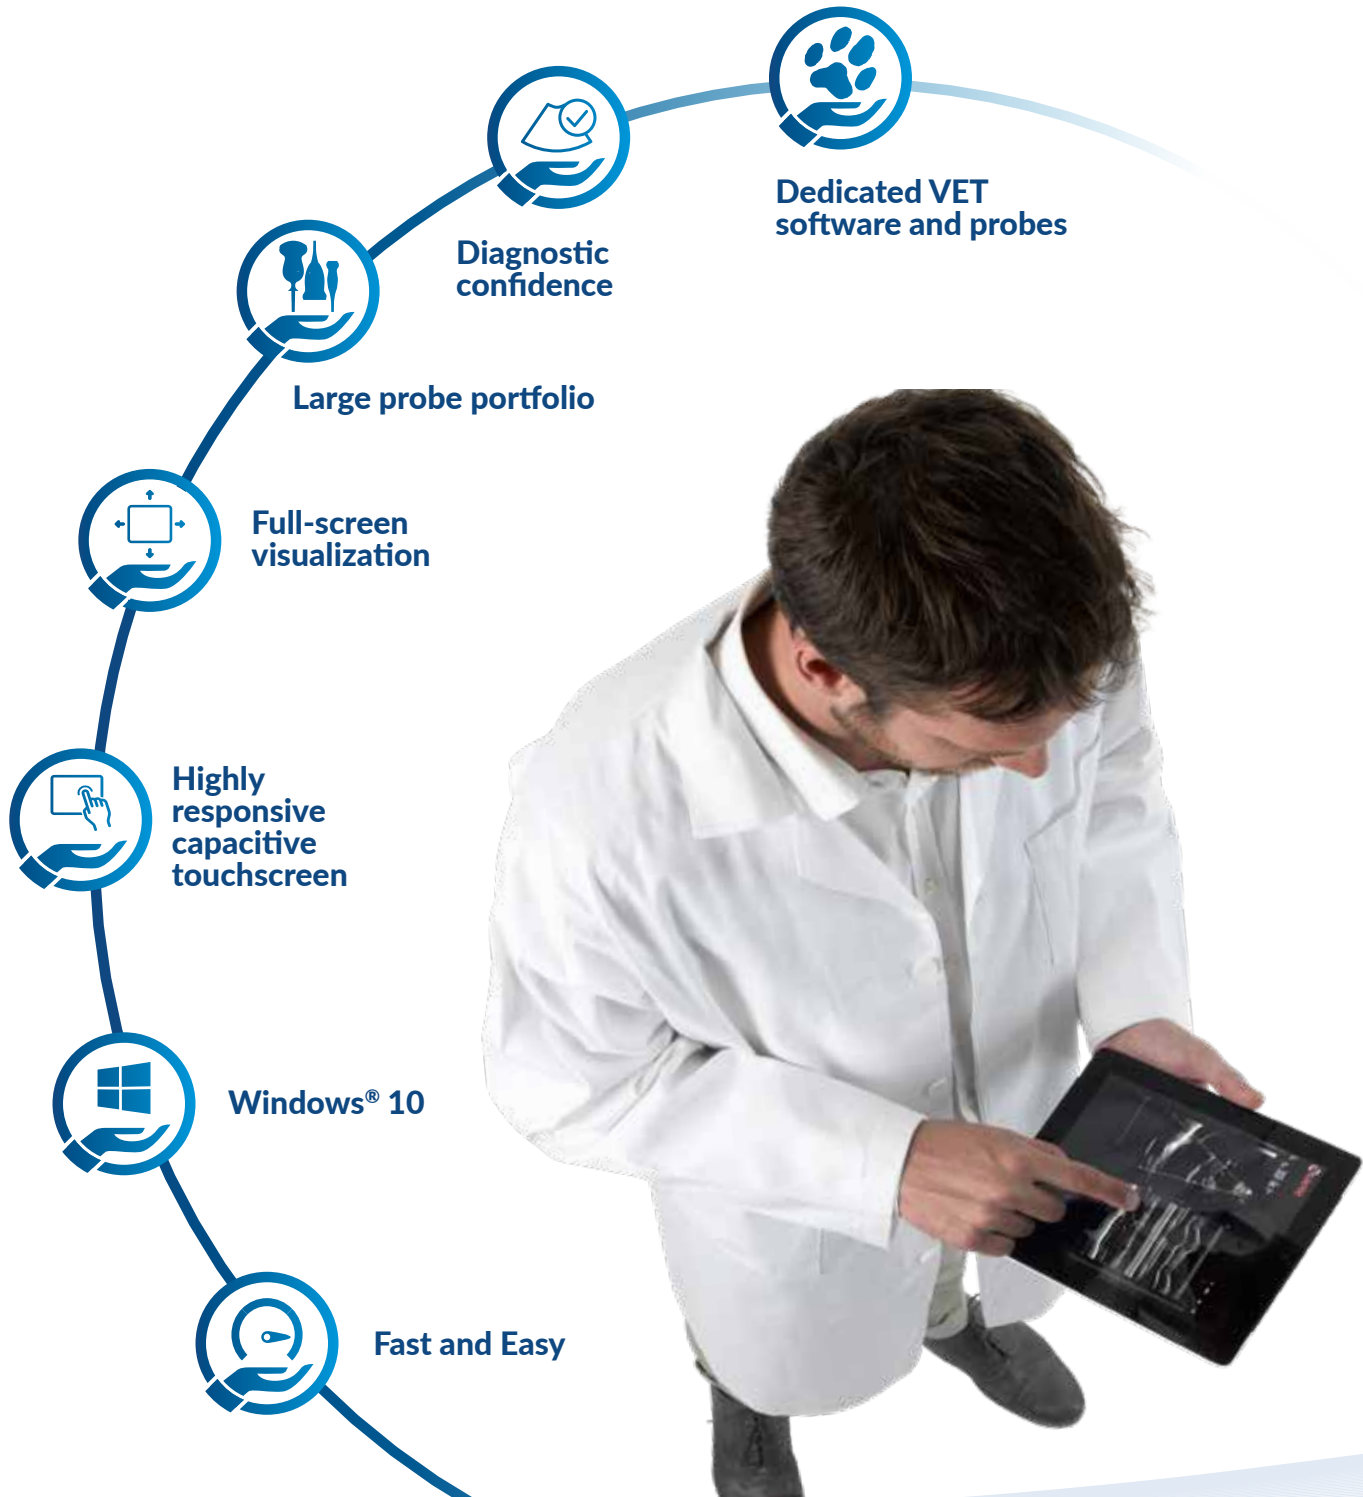 Dedicated VET
software and probes
Diagnostic
confidence
Large probe portfolio
Full-screen
visualization
Highly
responsive
capacitive
touchscreen
Windows® 10
Fast and Easy